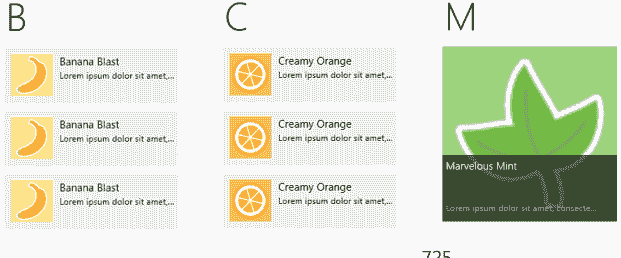 B
Banana Blast
Lorem ipsum dolor sit amet,...
Banana Blast
Lorem ipsum dolor sit amet,...
Banana Blast
Lorem ipsum dolor sit amet,...
C
Creamy Orange
Lorem ipsum dolor sit amet,...
Creamy Orange
Lorem ipsum dolor sit amet,...
Creamy Orange
Lorem ipsum dolor sit amet,...
M
Marvelous Mint
Lorem ipsum dolor sit amet, consecte...
725